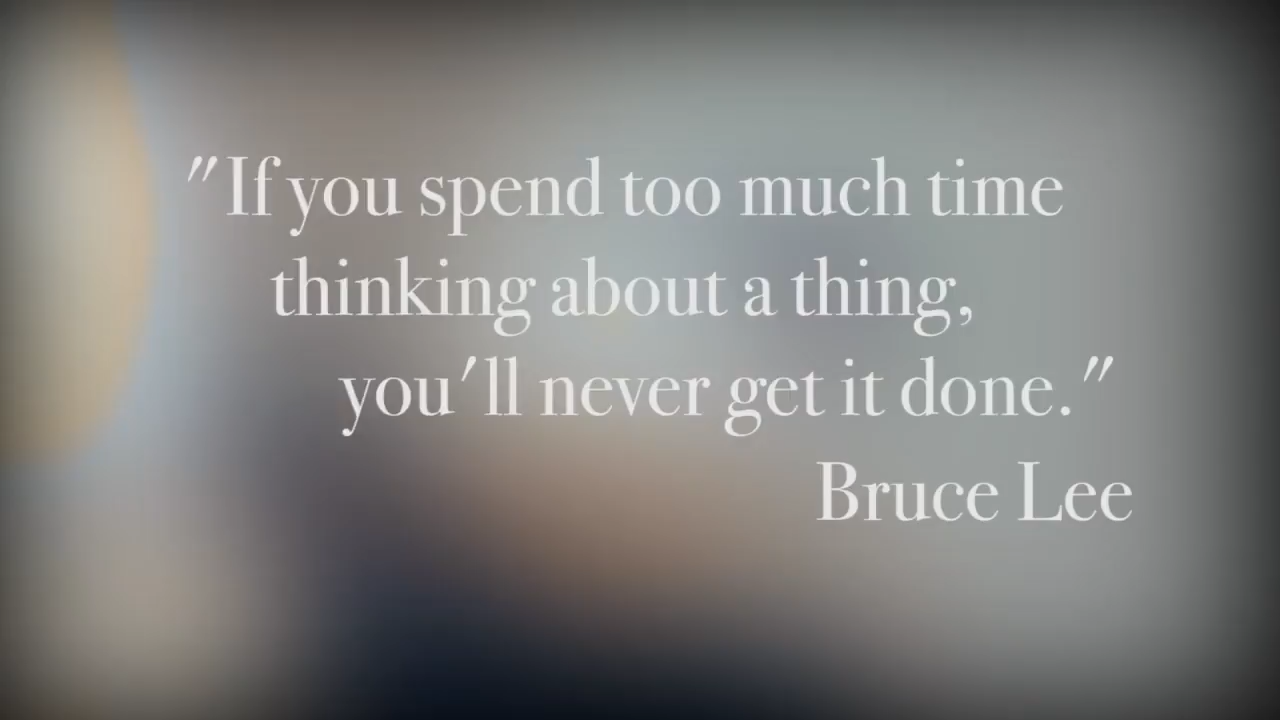 "If you spend too much time
thinking about a thing,
you'll never get it done."
Bruce Lee